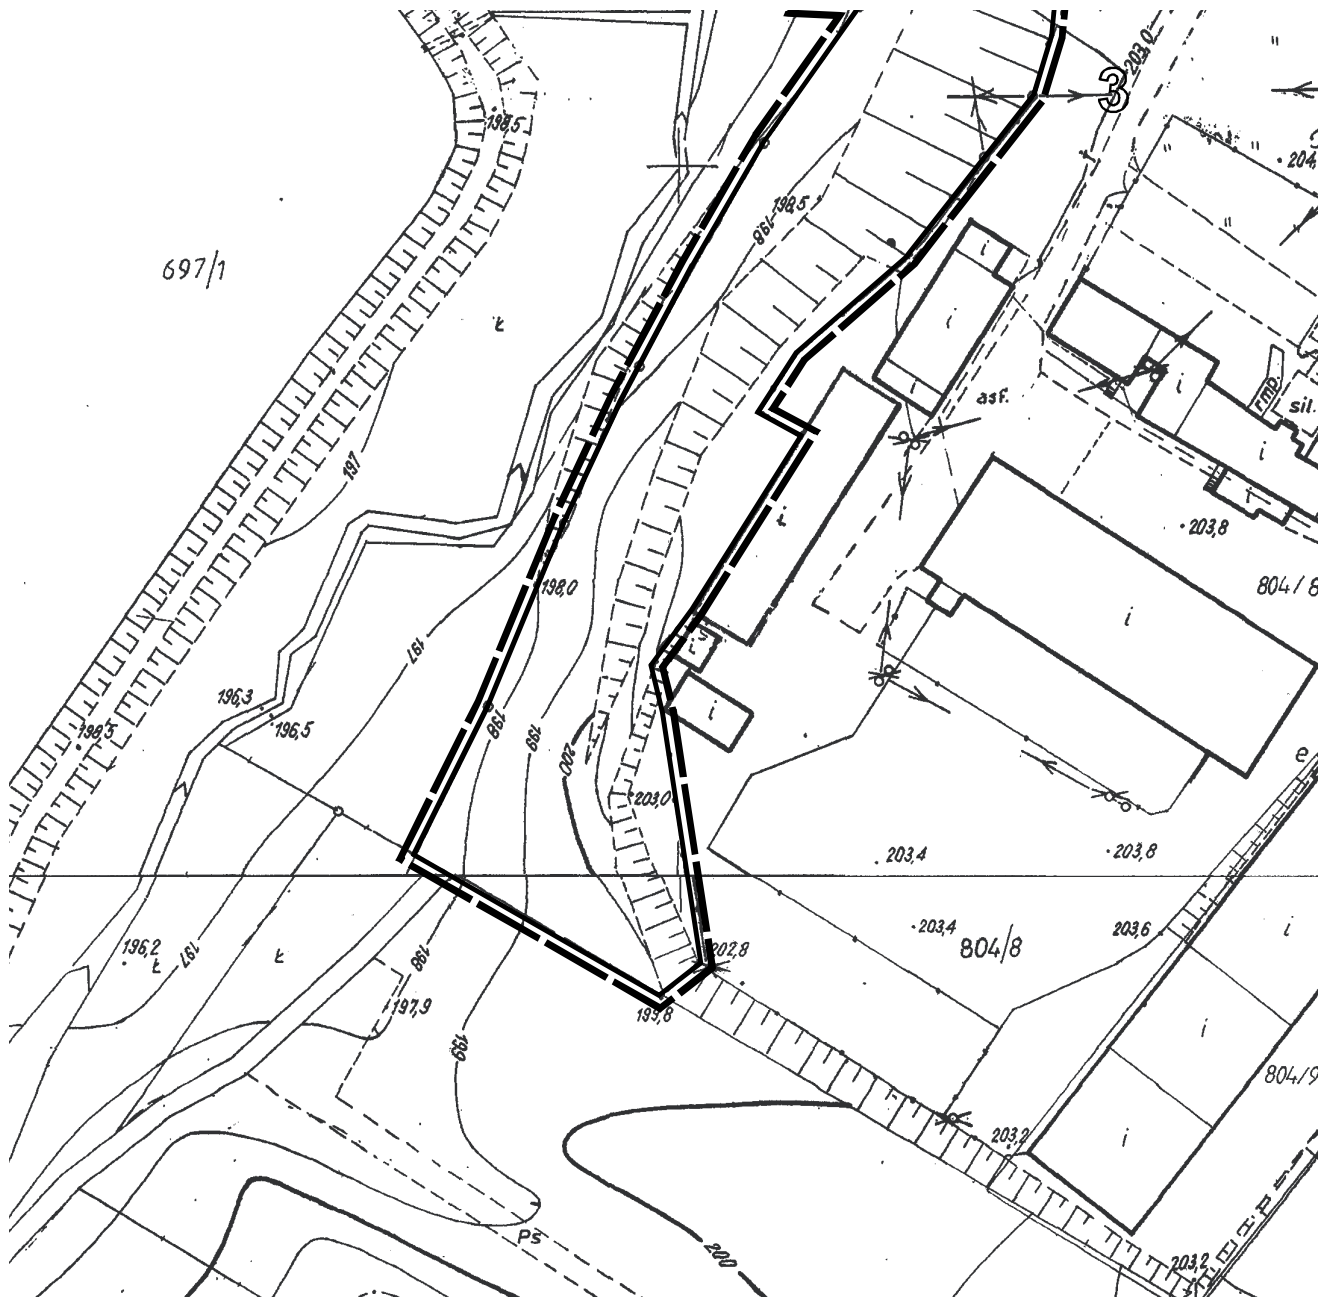 203,0
3
"
198,5
"
"
204,
198,5
198
"
"
697/1
i
Ł
i
i
i
asf.
rmp.
sil.
i
197
i
i
203,8
198,0
804/8
i
197
i
196,3
196,5
198
199
200
198,5
e
203,0
203,4
203,8
203,4
203,6
804/8
i
202,8
196,2
Ł
197
Ł
198
197,9
199,8
i
199
804/9
203,2
i
Ps
200
203,2